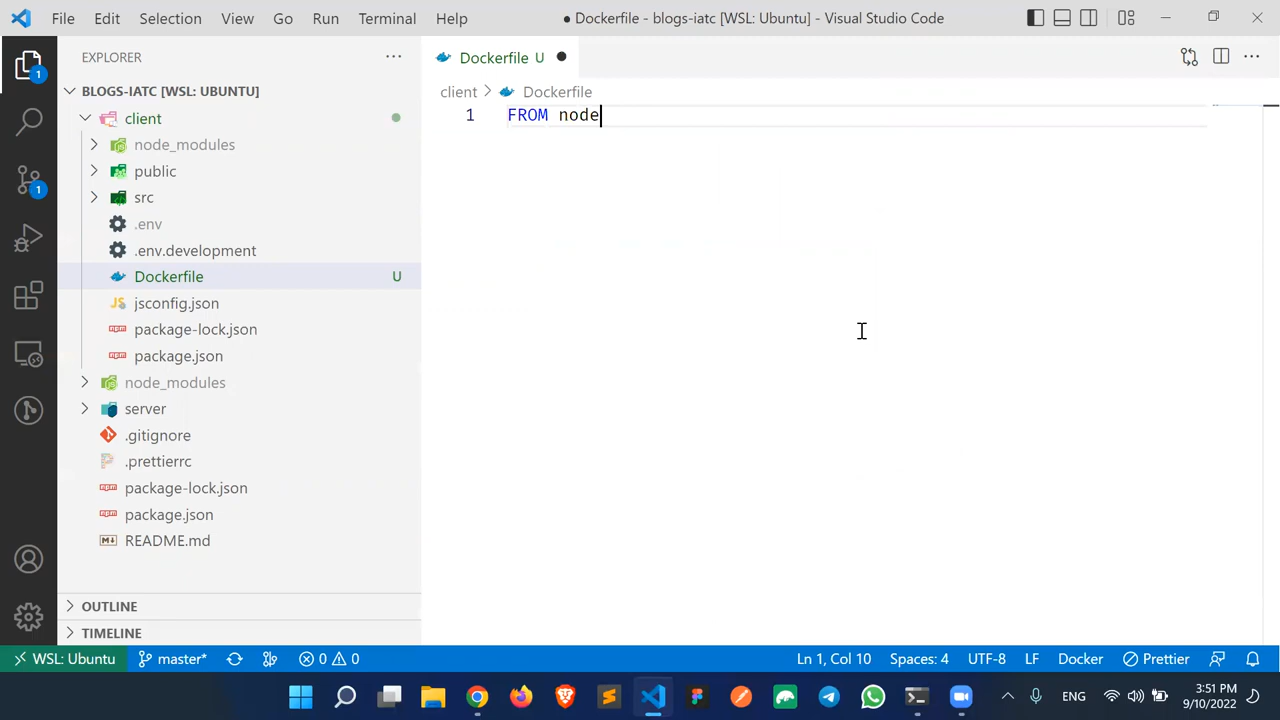 File Edit Selection View Go Run Terminal Help ● Dockerfile - blogs-iatc [WSL: Ubuntu] - Visual Studio Code
EXPLORER
Dockerfile U
BLOGS-IATC [WSL: UBUNTU]
client > Dockerfile
client
1 FROM node
node_modules
public
src
.env
.env.development
Dockerfile U
jsconfig.json
package-lock.json
package.json
node_modules
server
.gitignore
.prettierrc
package-lock.json
package.json
README.md
OUTLINE
TIMELINE
1
1
WSL: Ubuntu master* 0 0 Ln 1, Col 10 Spaces: 4 UTF-8 LF Docker Prettier
ENG
3:51 PM
9/10/2022